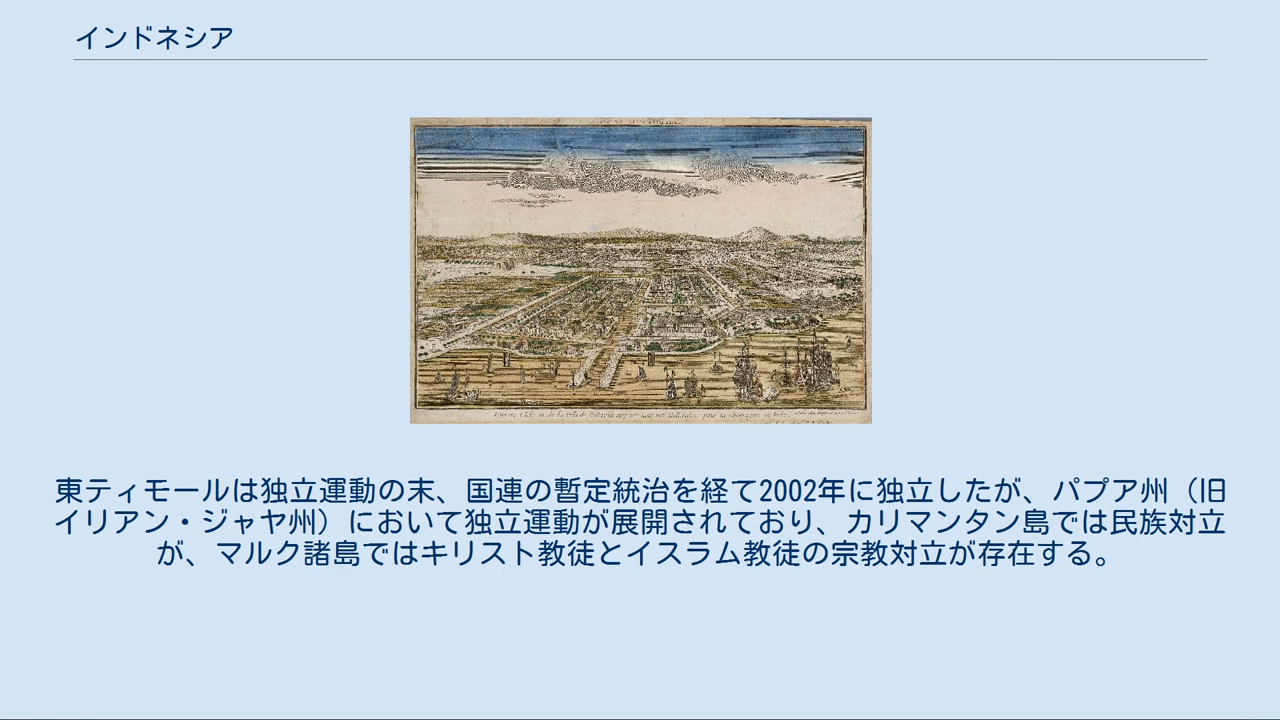 インドネシア
東ティモールは独立運動の末、国連の暫定統治を経て2002年に独立したが、パプア州（旧
イリアン・ジャヤ州）において独立運動が展開されており、カリマンタン島では民族対立
が、マルク諸島ではキリスト教徒とイスラム教徒の宗教対立が存在する。